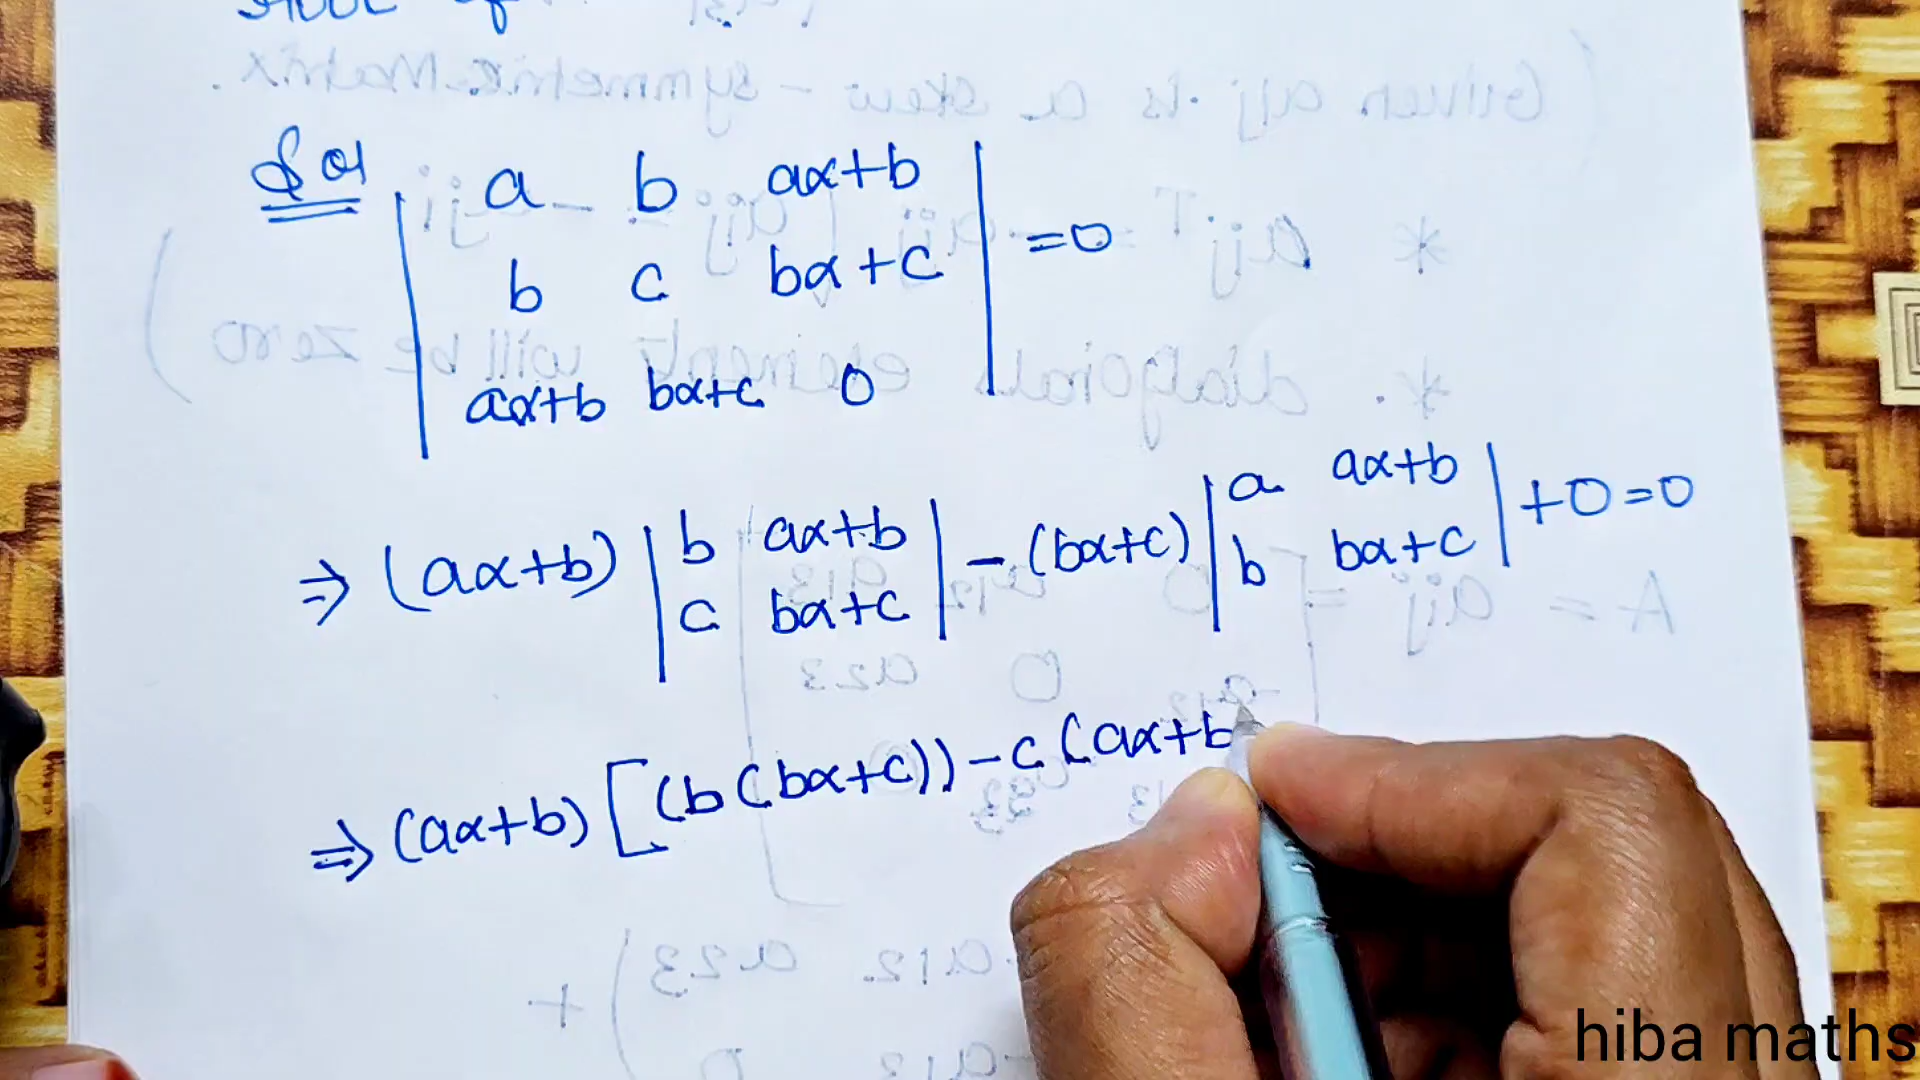 of
Sol
| a b aα+b |
| b c bα+c | =0
| aα+b bα+c 0 |
⇒ (aα+b) | b aα+b | - (bα+c) | a aα+b | +0=0
| c bα+c | | b bα+c |
⇒ (aα+b) [(b(bα+c)) - c(aα+b
hiba maths